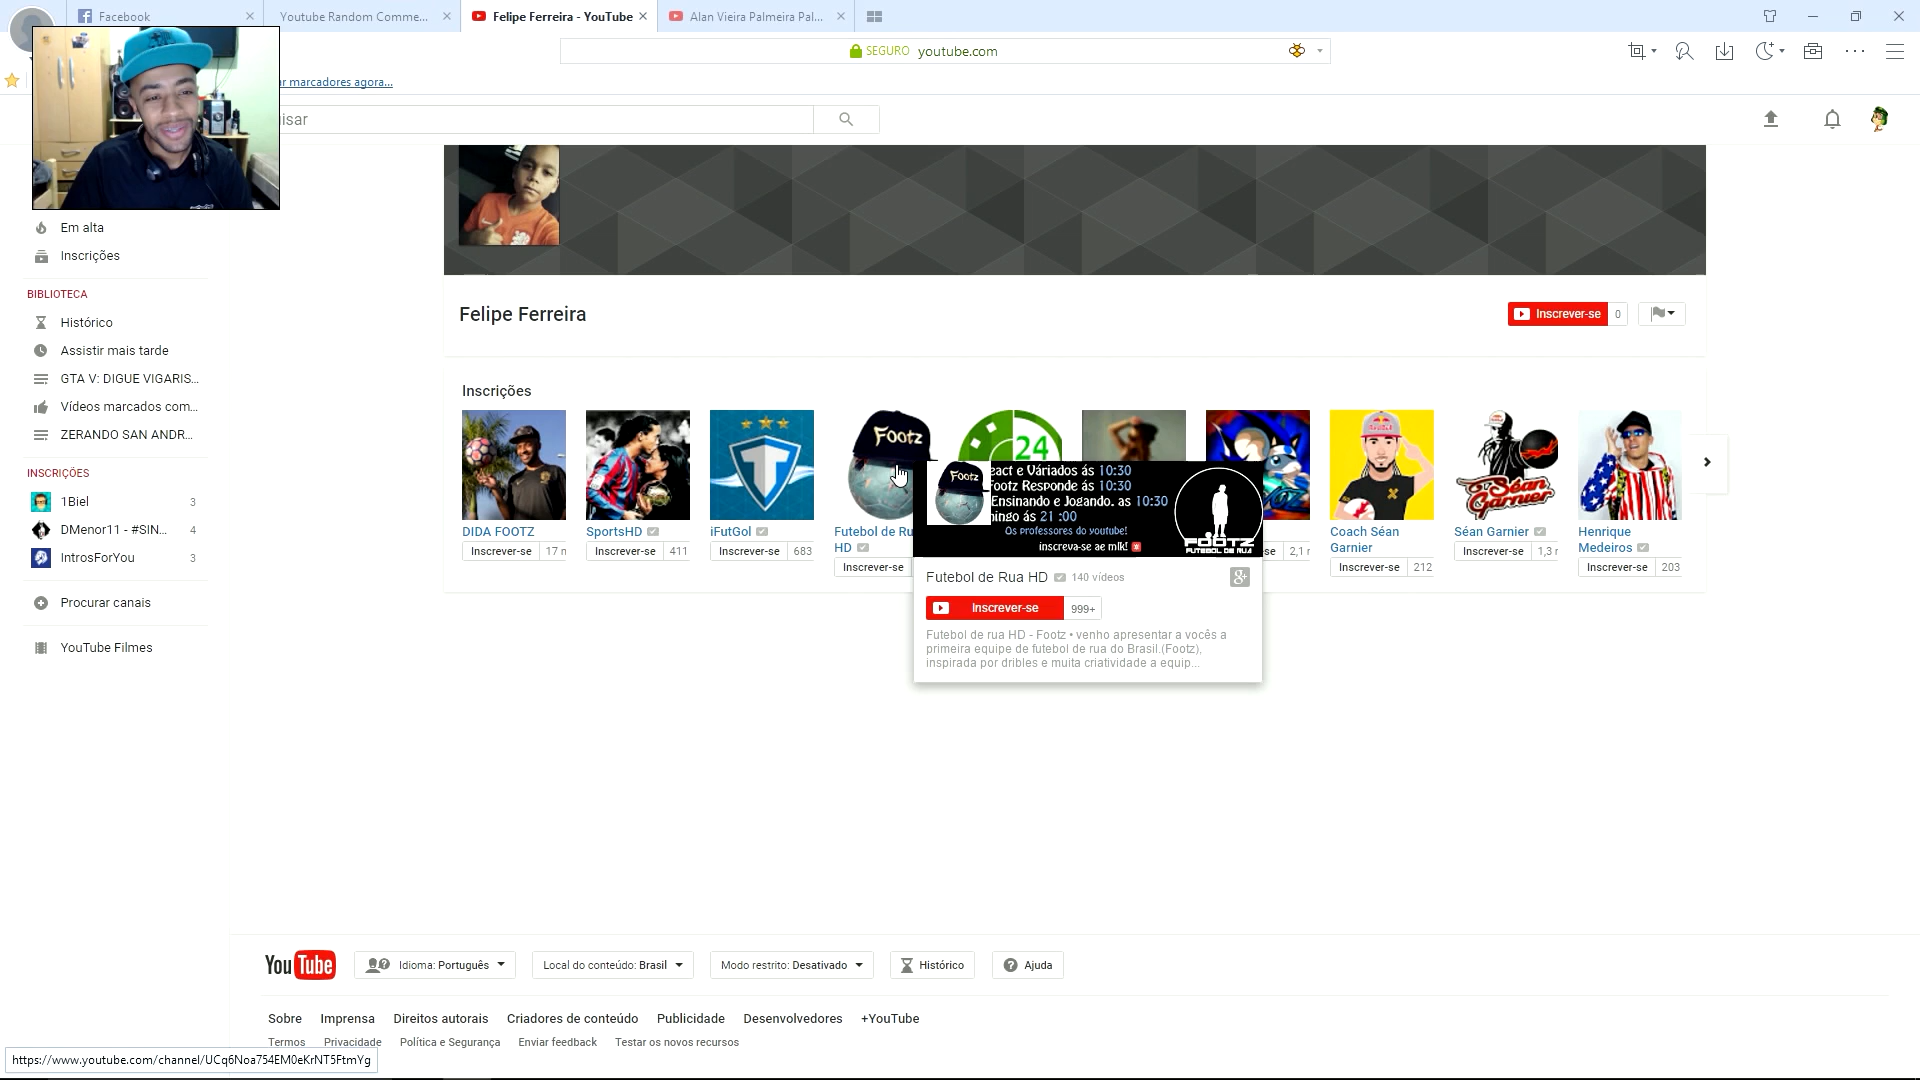 Facebook
Youtube Random Comme...
Felipe Ferreira - YouTube
Alan Vieira Palmeira Pal...
SEGURO youtube.com
ar marcadores agora...
isar
Em alta
Inscrições
BIBLIOTECA
Histórico
Assistir mais tarde
GTA V: DIGUE VIGARIS...
Vídeos marcados com...
ZERANDO SAN ANDR...
INSCRIÇÕES
1Biel 3
DMenor11 - #SIN... 4
IntrosForYou 3
Procurar canais
YouTube Filmes
Felipe Ferreira
Inscrever-se 0
Inscrições
Footz
24
DIDA FOOTZ
Inscrever-se 17 n
SportsHD
Inscrever-se 411
iFutGol
Inscrever-se 683
Futebol de Ru
HD
Inscrever-se
se 2,1 r
Coach Séan
Garnier
Inscrever-se 212
Séan Garnier
Inscrever-se 1,3 r
Henrique
Medeiros
Inscrever-se 203
Footz
eact e Váriados ás 10:30
Footz Responde ás 10:30
Ensinando e Jogando. as 10:30
ingo ás 21 :00
Os professores do youtube!
inscreva-se ae mlk!
FOOTZ
FUTEBOL DE RUA
Futebol de Rua HD 140 vídeos
Inscrever-se 999+
Futebol de rua HD - Footz • venho apresentar a vocês a
primeira equipe de futebol de rua do Brasil.(Footz),
inspirada por dribles e muita criatividade a equip...
YouTube
Idioma: Português
Local do conteúdo: Brasil
Modo restrito: Desativado
Histórico
Ajuda
Sobre Imprensa Direitos autorais Criadores de conteúdo Publicidade Desenvolvedores +YouTube
Termos Privacidade Política e Segurança Enviar feedback Testar os novos recursos
https://www.youtube.com/channel/UCq6Noa754EM0eKrNT5FtmYg